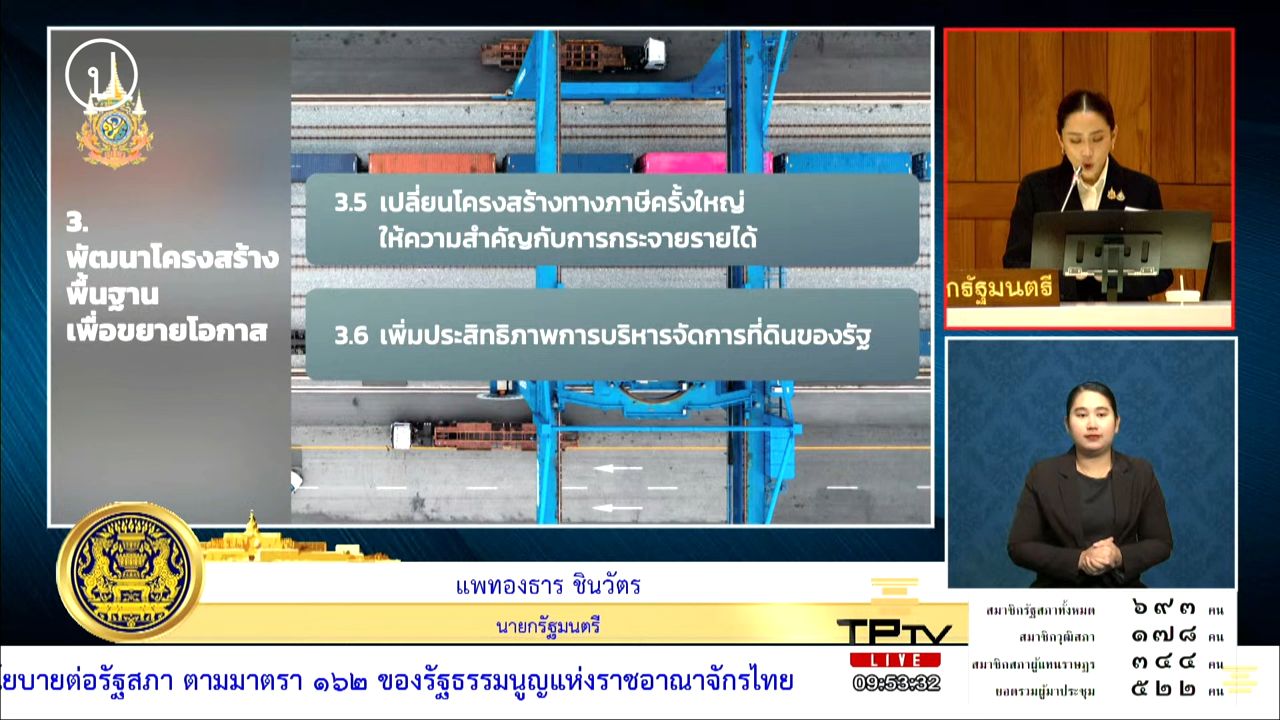 ท
3.
พัฒนาโครงสร้าง
พื้นฐาน
เพื่อขยายโอกาส
3.5 เปลี่ยนโครงสร้างทางภาษีครั้งใหญ่
ให้ความสำคัญกับการกระจายรายได้
3.6 เพิ่มประสิทธิภาพการบริหารจัดการที่ดินของรัฐ
กรัฐมนตรี
แพทองธาร ชินวัตร
นายกรัฐมนตรี
TPTV
LIVE
09:53:32
สมาชิกรัฐสภาทั้งหมด ๖๙๓ คน
สมาชิกวุฒิสภา ๑๗๘ คน
สมาชิกสภาผู้แทนราษฎร ๓๔๔ คน
ยอดรวมผู้มาประชุม ๕๒๒ คน
โยบายต่อรัฐสภา ตามมาตรา ๑๖๒ ของรัฐธรรมนูญแห่งราชอาณาจักรไทย